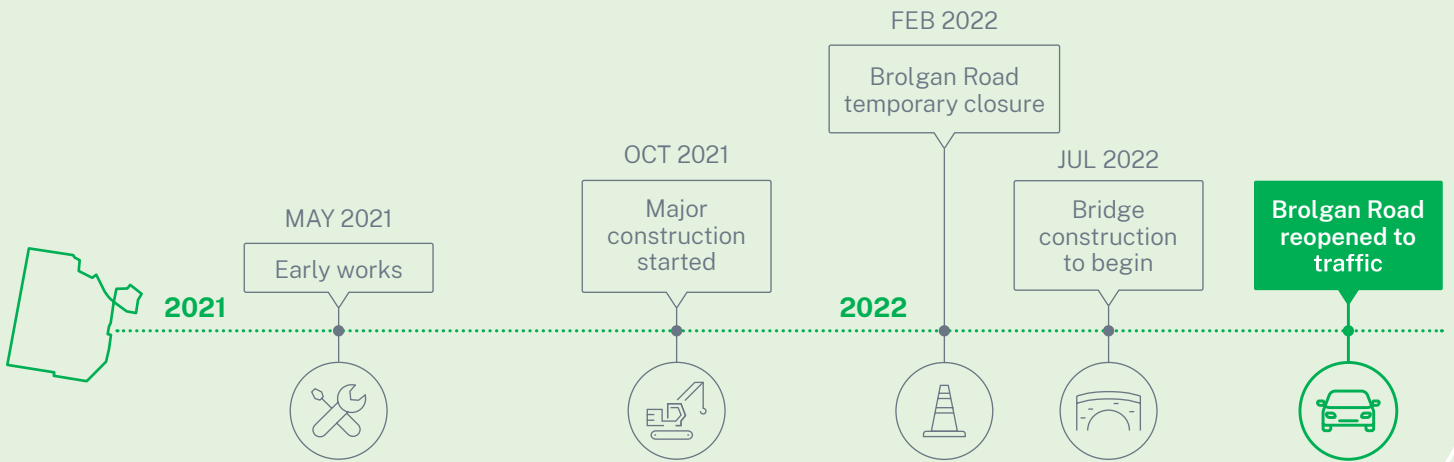 2021
MAY 2021
Early works
OCT 2021
Major
construction
started
2022
FEB 2022
Brolgan Road
temporary closure
JUL 2022
Bridge
construction
to begin
Brolgan Road
reopened to
traffic